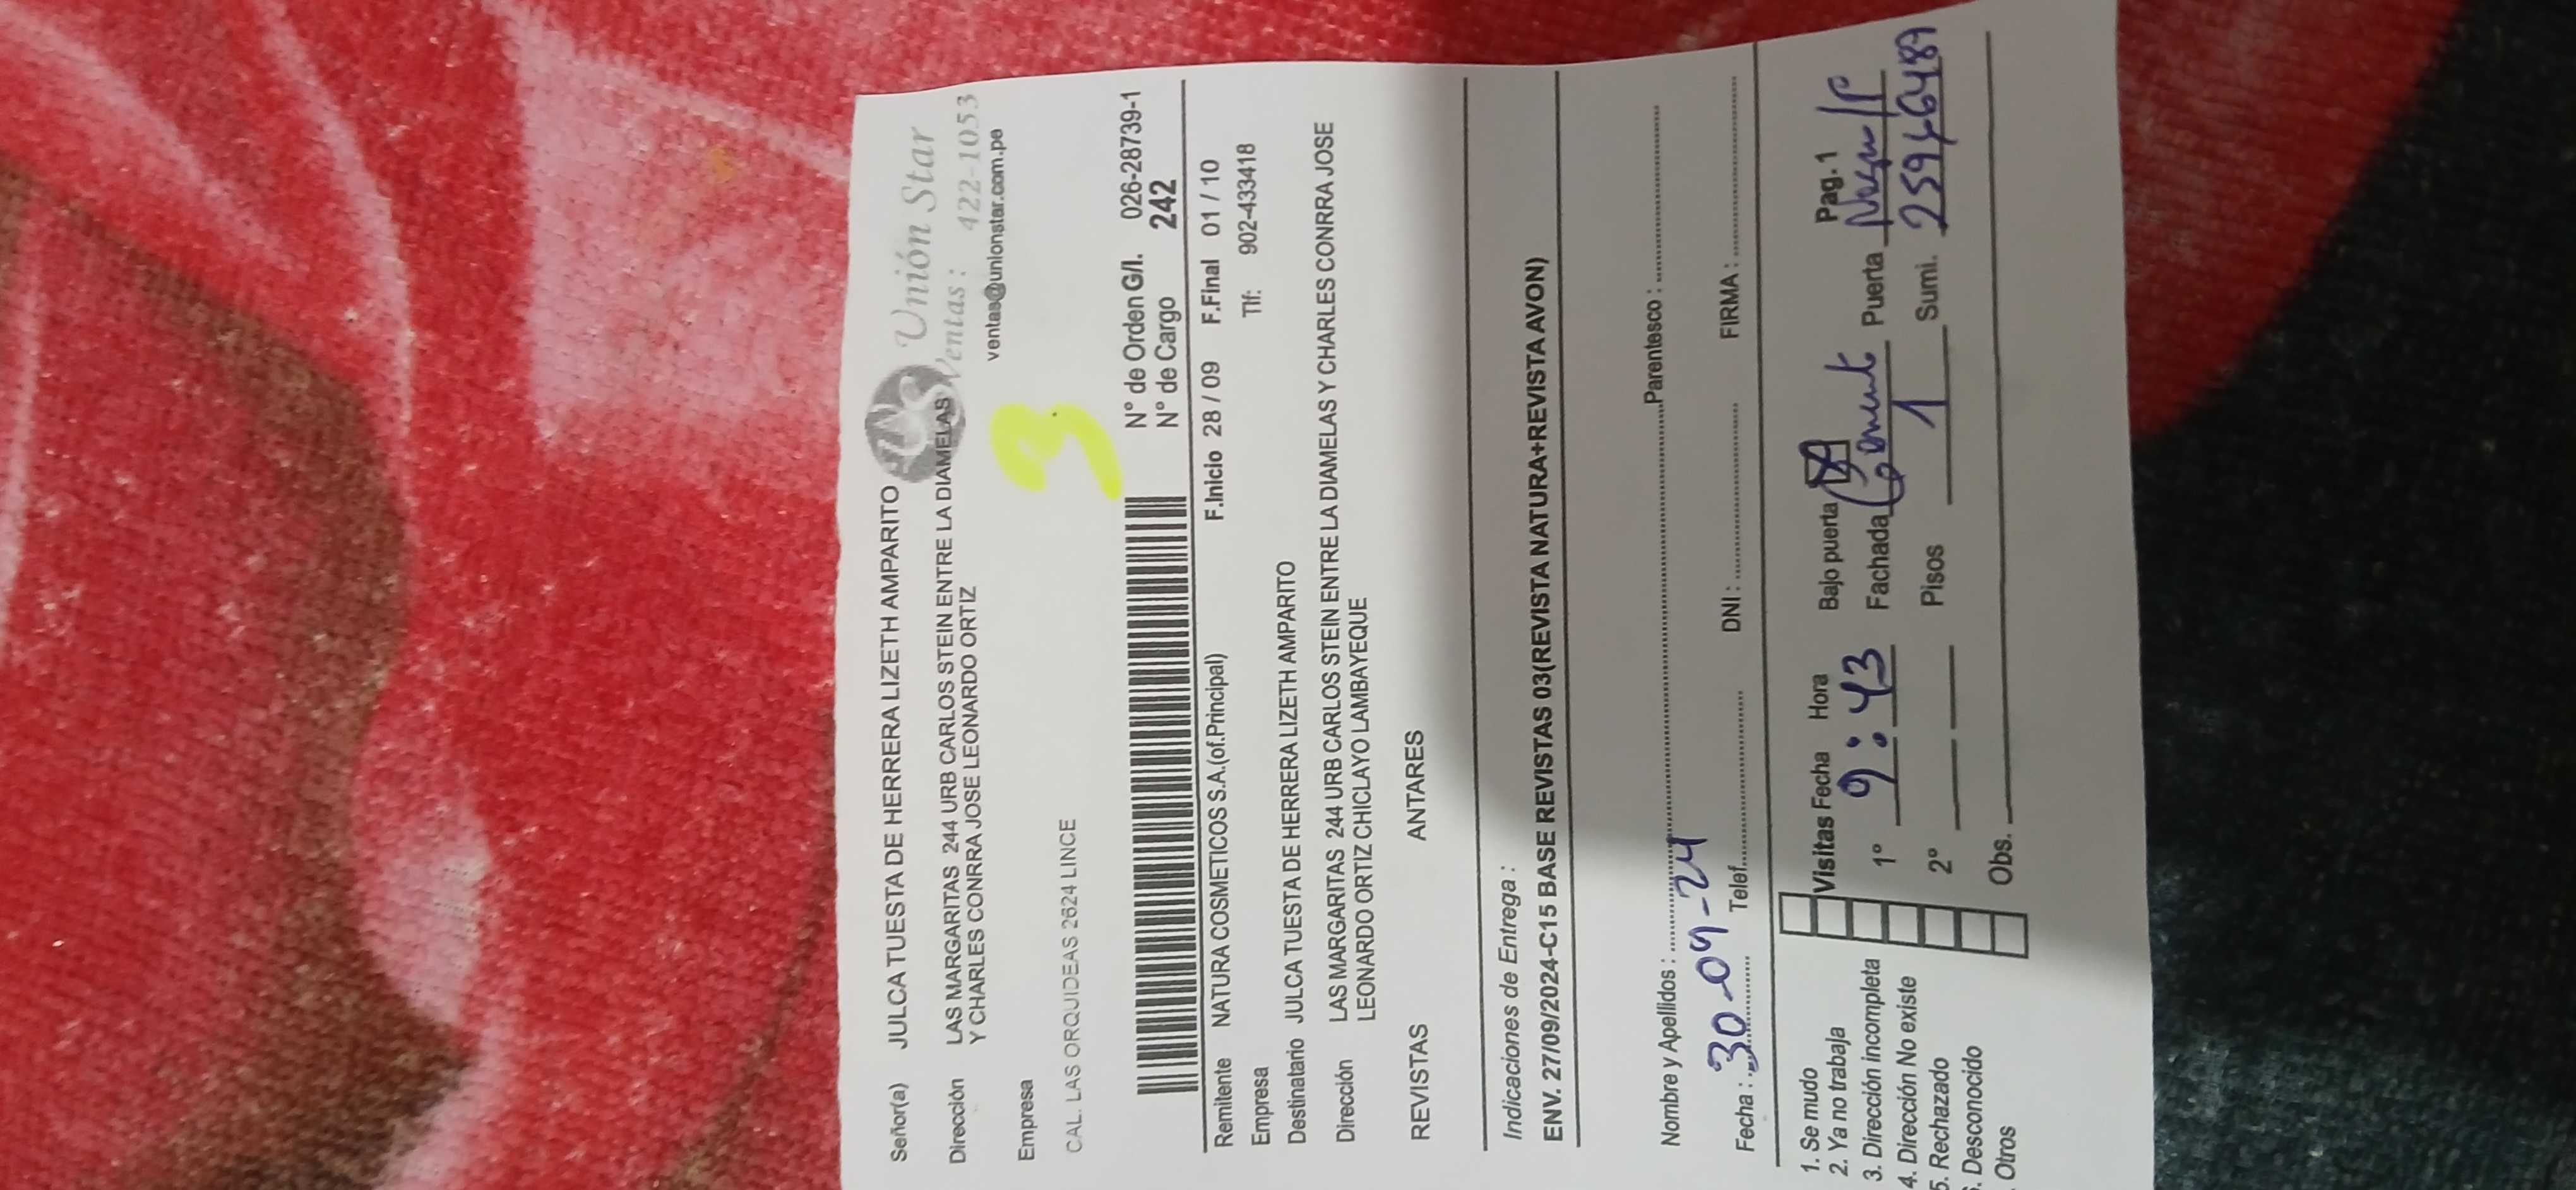 Señor(a) JULCA TUESTA DE HERRERA LIZETH AMPARITO
Unión Star
Dirección LAS MARGARITAS 244 URB CARLOS STEIN ENTRE LA DIAMELAS
Ventas : 422-1053
Y CHARLES CONRRA JOSE LEONARDO ORTIZ
ventas@unionstar.com.pe
Empresa
3
CAL. LAS ORQUIDEAS 2624 LINCE
N° de Orden G/I. 026-28739-1
N° de Cargo 242
Remitente NATURA COSMETICOS S.A.(of.Principal) F.Inicio 28 / 09 F.Final 01 / 10
Empresa Tlf: 902-433418
Destinatario JULCA TUESTA DE HERRERA LIZETH AMPARITO
Dirección LAS MARGARITAS 244 URB CARLOS STEIN ENTRE LA DIAMELAS Y CHARLES CONRRA JOSE
LEONARDO ORTIZ CHICLAYO LAMBAYEQUE
REVISTAS ANTARES
Indicaciones de Entrega :
ENV. 27/09/2024-C15 BASE REVISTAS 03(REVISTA NATURA+REVISTA AVON)
Nombre y Apellidos : Parentesco :
Fecha : 30-09-24 Telef. DNI : FIRMA :
Pag. 1
1. Se mudo
2. Ya no trabaja
3. Dirección incompleta
4. Dirección No existe
5. Rechazado
. Desconocido
. Otros
Visitas Fecha Hora Bajo puerta
1° 9:43 Fachada Puerta
2° Pisos 1 Sumi.
Obs.